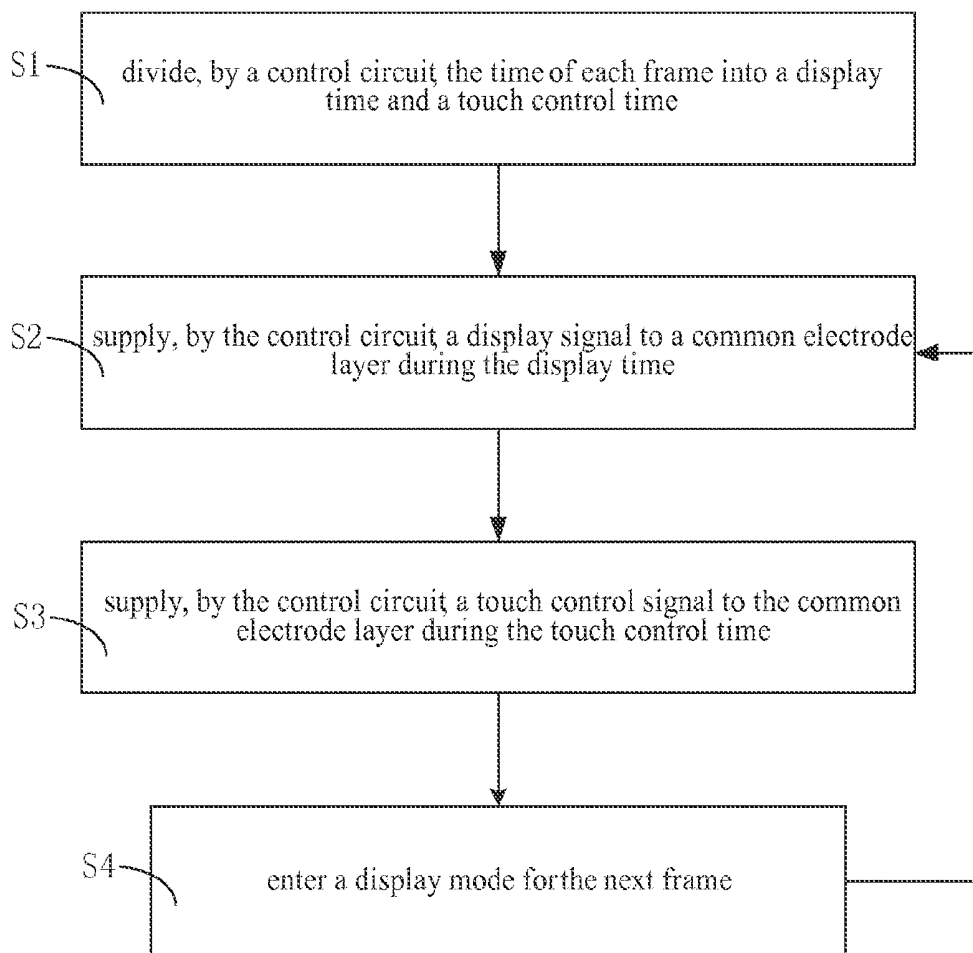 S1
divide, by a control circuit, the time of each frame into a display
time and a touch control time
S2
supply, by the control circuit, a display signal to a common electrode
layer during the display time
S3
supply, by the control circuit, a touch control signal to the common
electrode layer during the touch control time
S4
enter a display mode for the next frame